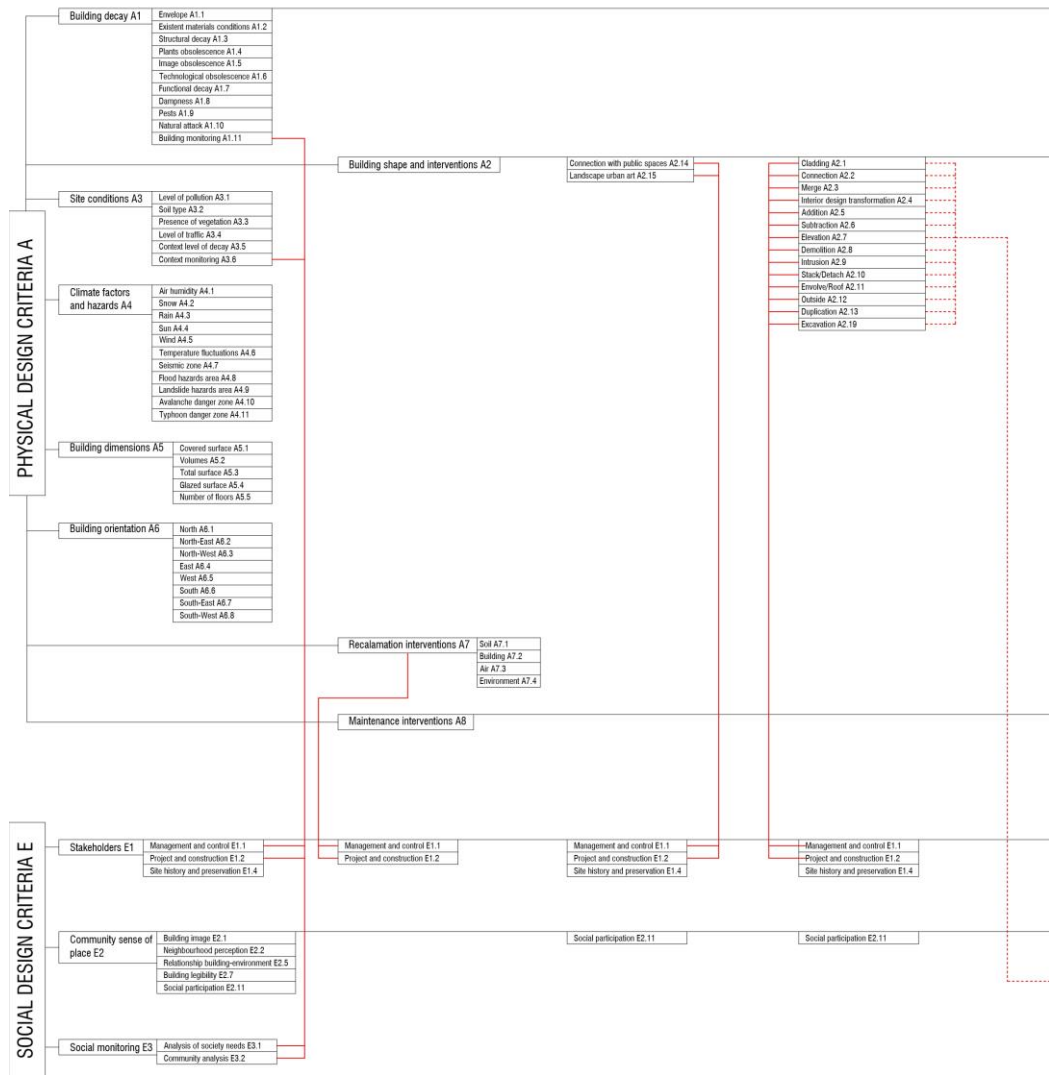 PHYSICAL DESIGN CRITERIA A
Building decay A1
Envelope A1.1
Existent materials conditions A1.2
Structural decay A1.3
Plants obsolescence A1.4
Image obsolescence A1.5
Technological obsolescence A1.6
Functional decay A1.7
Dampness A1.8
Pests A1.9
Natural attack A1.10
Building monitoring A1.11
Building shape and interventions A2
Connection with public spaces A2.14
Landscape urban art A2.15
Cladding A2.1
Connection A2.2
Merge A2.3
Interior design transformation A2.4
Addition A2.5
Subtraction A2.6
Elevation A2.7
Demolition A2.8
Intrusion A2.9
Stack/Detach A2.10
Envolve/Roof A2.11
Outside A2.12
Duplication A2.13
Excavation A2.19
Site conditions A3
Level of pollution A3.1
Soil type A3.2
Presence of vegetation A3.3
Level of traffic A3.4
Context level of decay A3.5
Context monitoring A3.6
Climate factors
and hazards A4
Air humidity A4.1
Snow A4.2
Rain A4.3
Sun A4.4
Wind A4.5
Temperature fluctuations A4.6
Seismic zone A4.7
Flood hazards area A4.8
Landslide hazards area A4.9
Avalanche danger zone A4.10
Typhoon danger zone A4.11
Building dimensions A5
Covered surface A5.1
Volumes A5.2
Total surface A5.3
Glazed surface A5.4
Number of floors A5.5
Building orientation A6
North A6.1
North-East A6.2
North-West A6.3
East A6.4
West A6.5
South A6.6
South-East A6.7
South-West A6.8
Recalamation interventions A7
Soil A7.1
Building A7.2
Air A7.3
Environment A7.4
Maintenance interventions A8
SOCIAL DESIGN CRITERIA E
Stakeholders E1
Management and control E1.1
Project and construction E1.2
Site history and preservation E1.4
Management and control E1.1
Project and construction E1.2
Management and control E1.1
Project and construction E1.2
Site history and preservation E1.4
Management and control E1.1
Project and construction E1.2
Site history and preservation E1.4
Community sense of
place E2
Building image E2.1
Neighbourhood perception E2.2
Relationship building-environment E2.5
Building legibility E2.7
Social participation E2.11
Social participation E2.11
Social participation E2.11
Social monitoring E3
Analysis of society needs E3.1
Community analysis E3.2